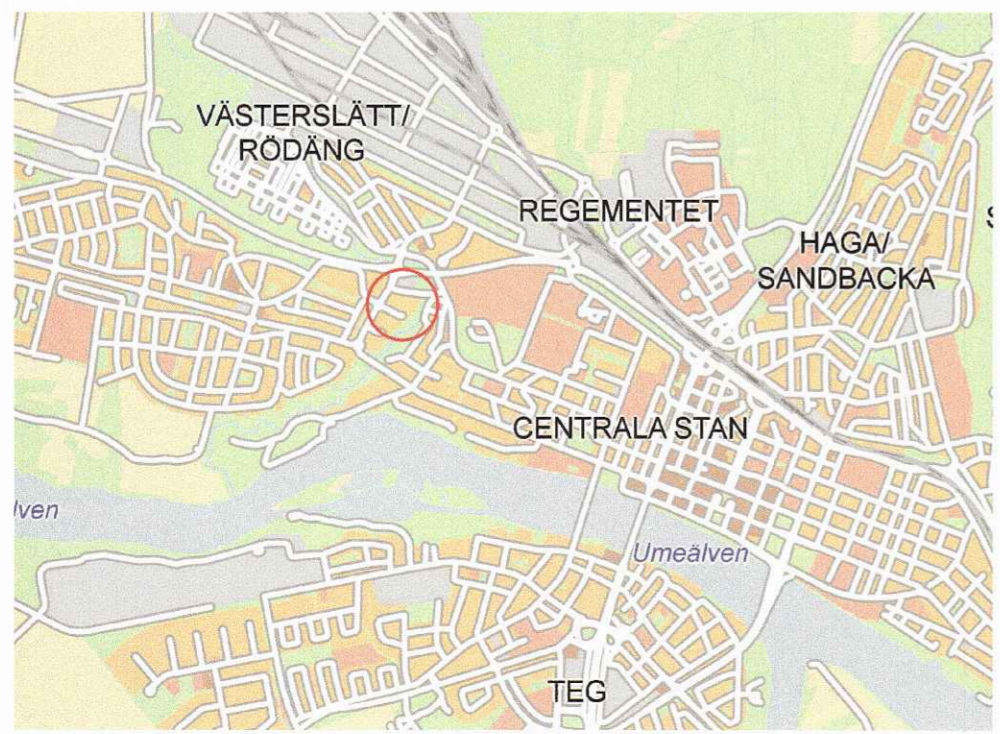 VÄSTERSLÄTT/
RÖDÄNG
REGEMENTET
HAGA/
SANDBACKA
S
CENTRALA STAN
lven
Umeälven
TEG